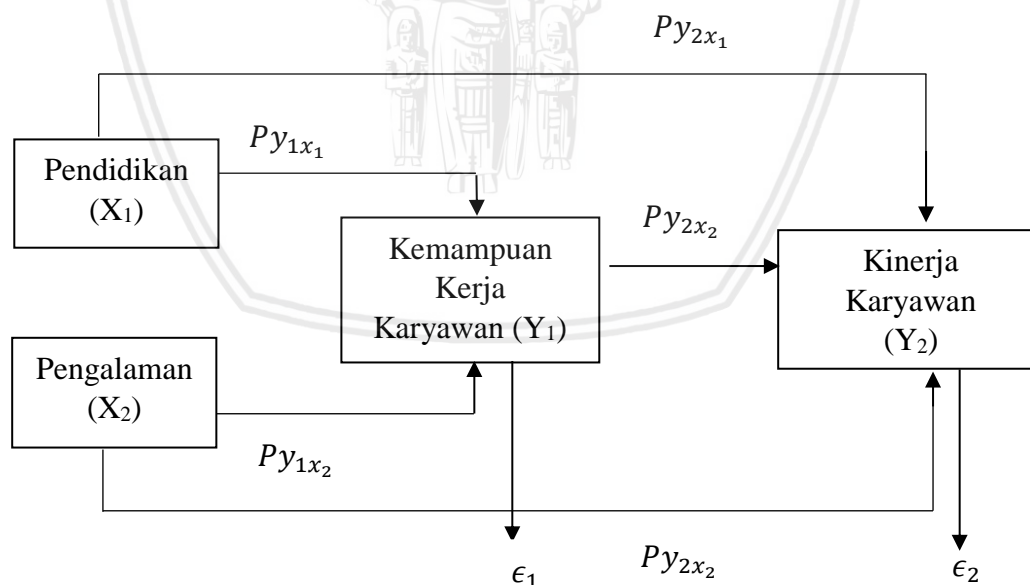 Py₂ₓ₁
Py₁ₓ₁
Pendidikan
(X₁)
Py₂ₓ₂
Kemampuan
Kerja
Karyawan (Y₁)
Kinerja
Karyawan
(Y₂)
Pengalaman
(X₂)
Py₁ₓ₂
ϵ₁
Py₂ₓ₂
ϵ₂